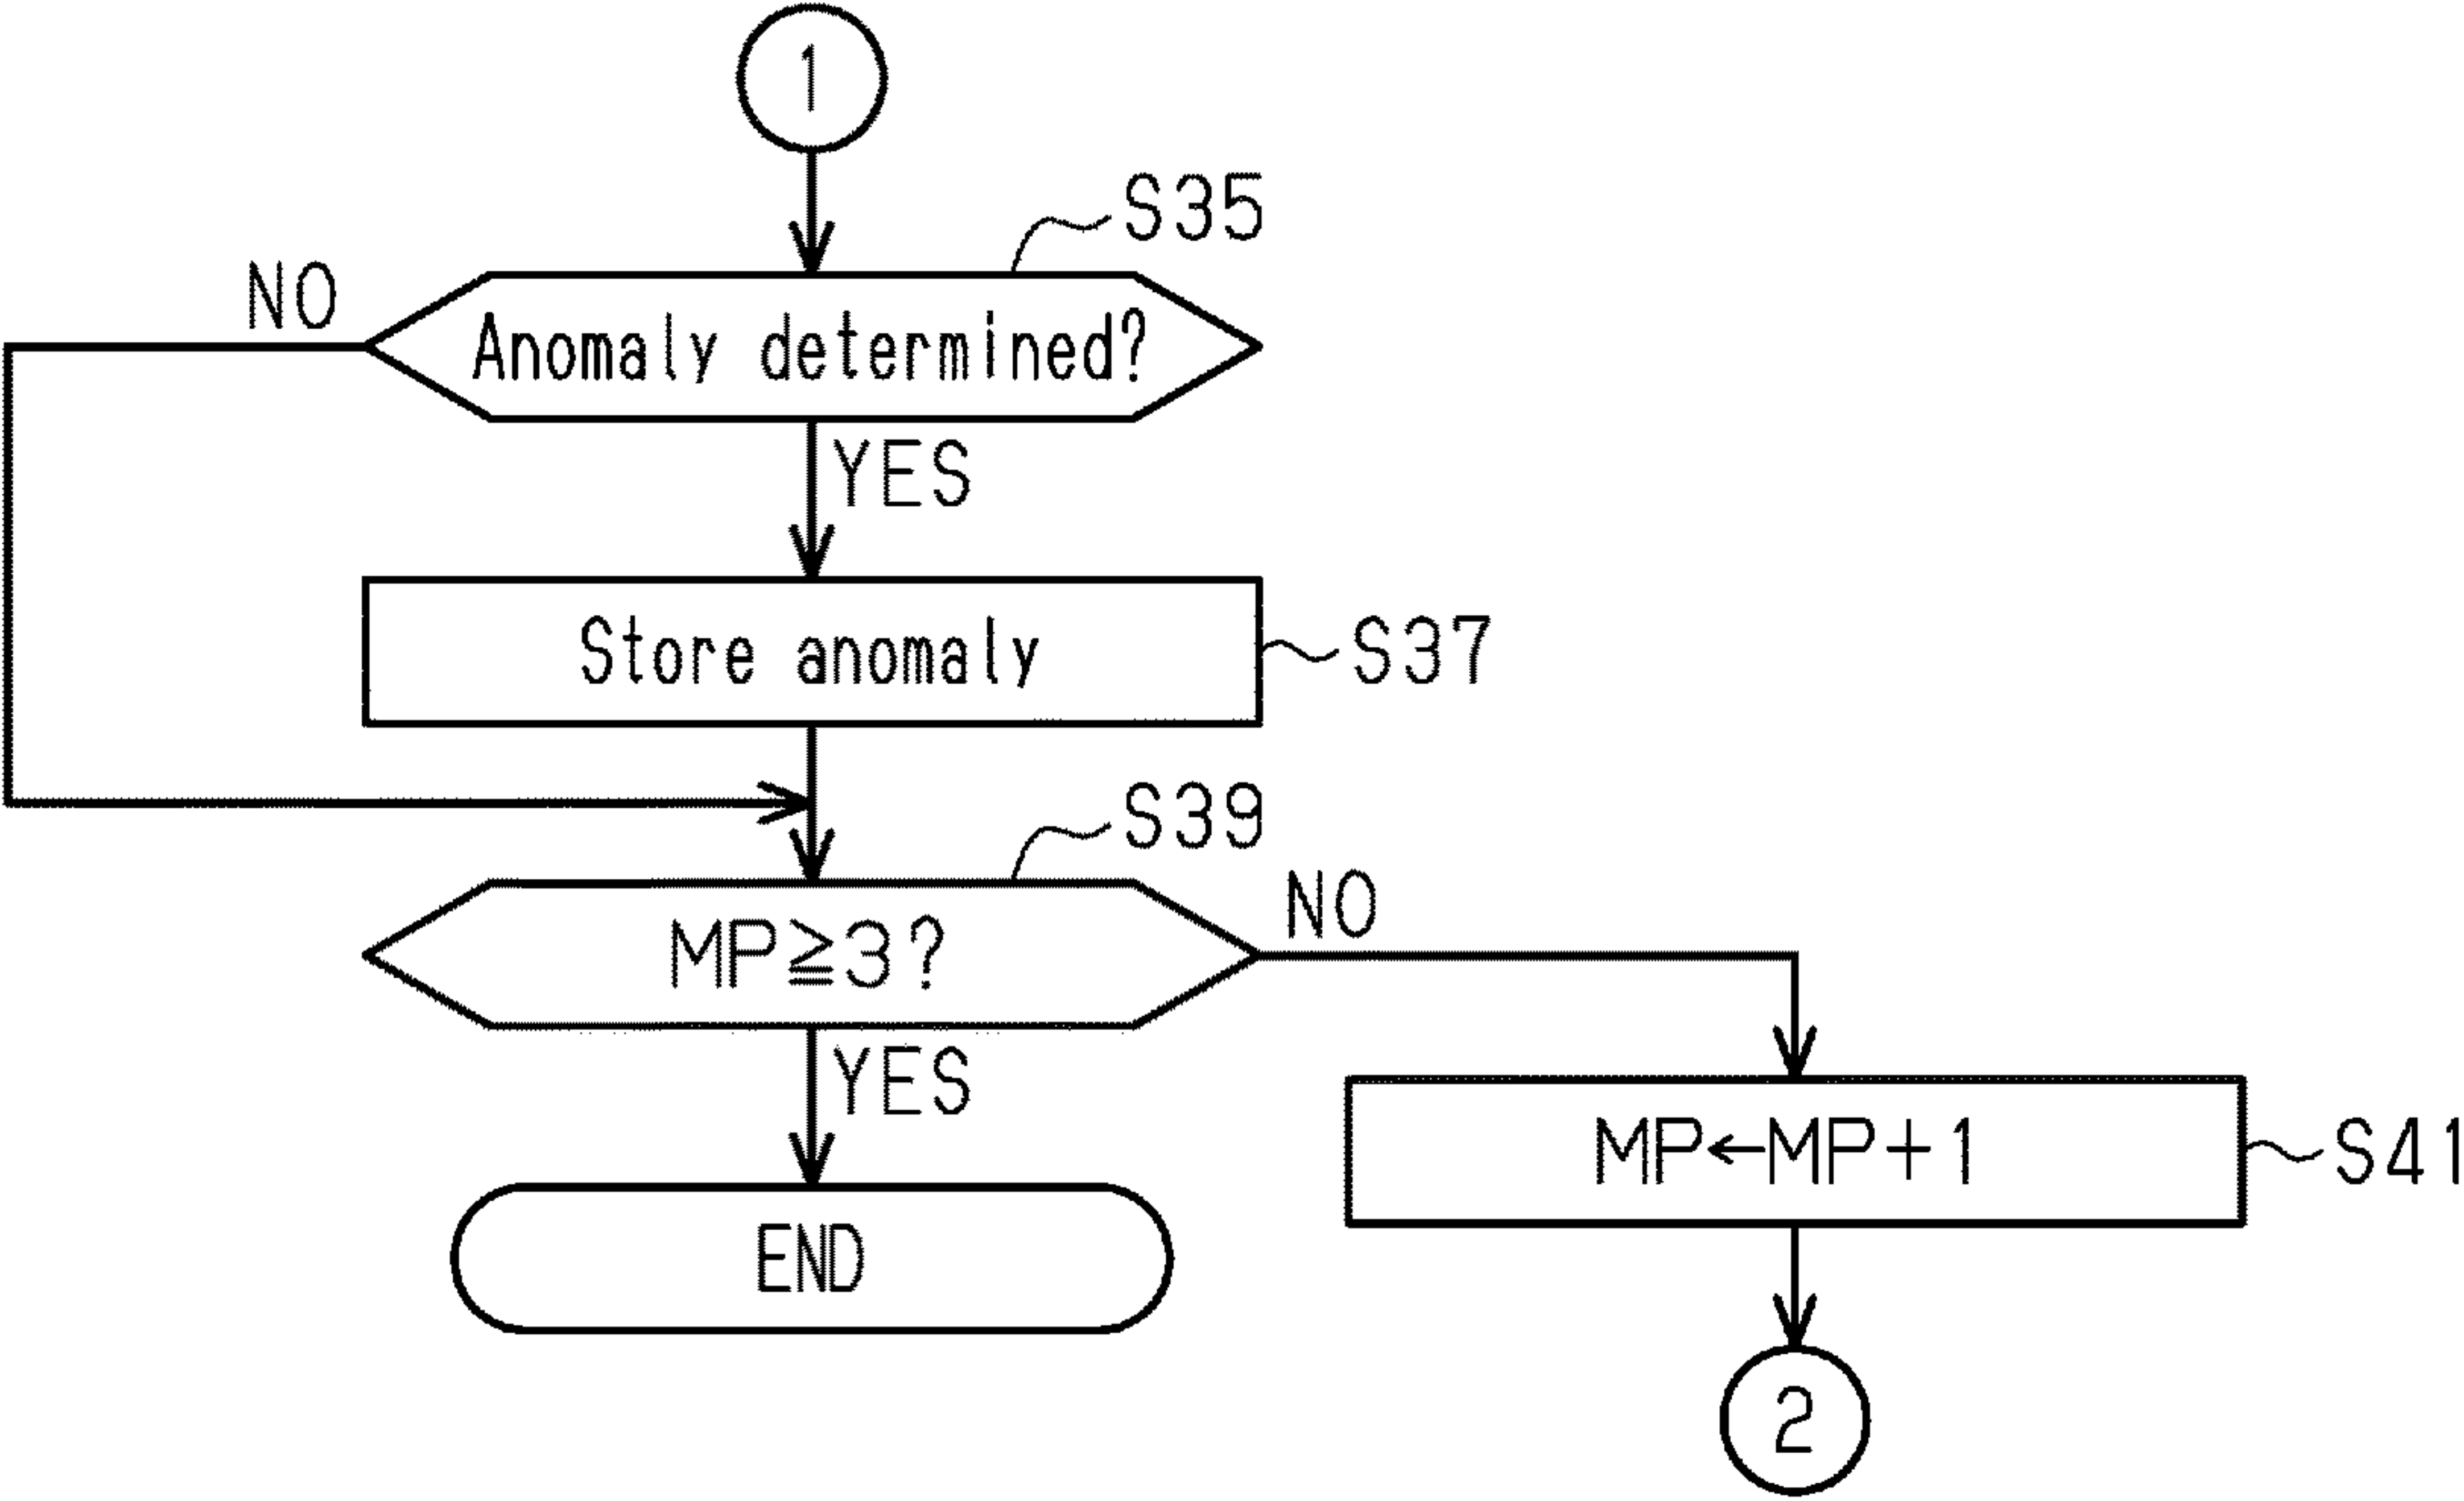 1
S35
NO
Anomaly determined?
YES
Store anomaly
S37
S39
MP≧3?
NO
YES
MP←MP+1
S41
END
2